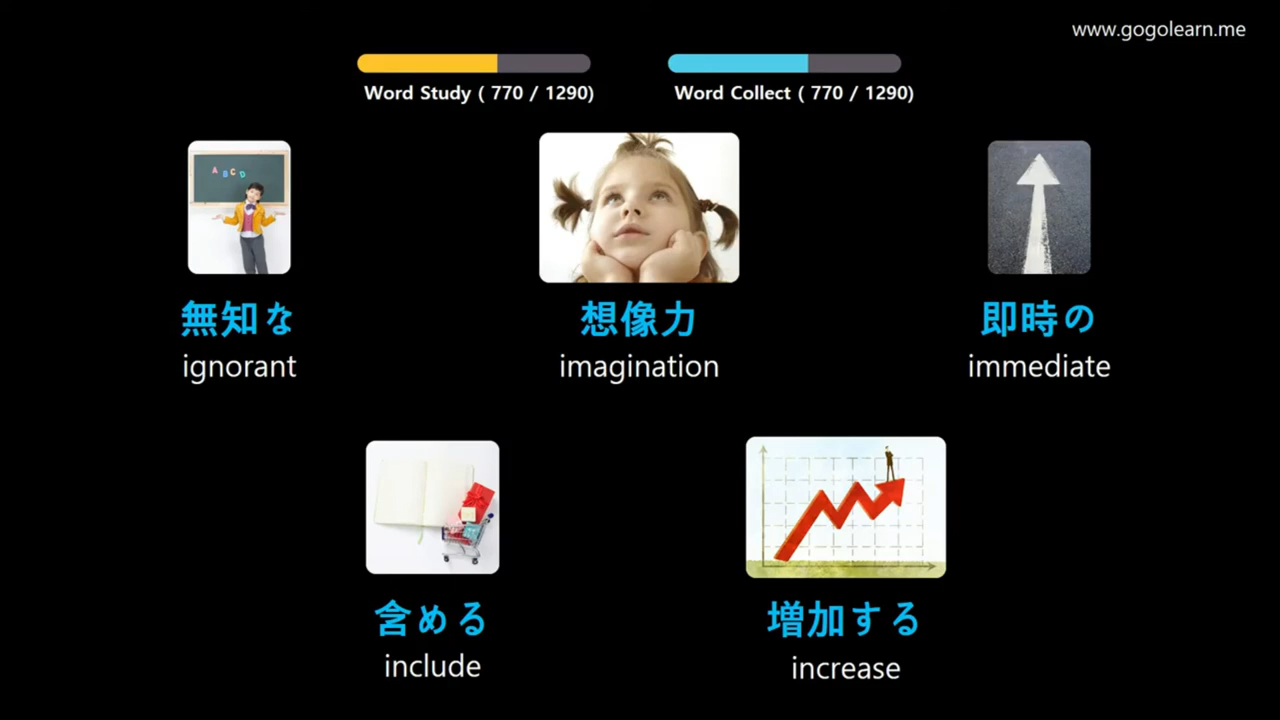 www.gogolearn.me
Word Study ( 770 / 1290)
Word Collect ( 770 / 1290)
A B C D
無知な
ignorant
想像力
imagination
即時の
immediate
含める
include
増加する
increase